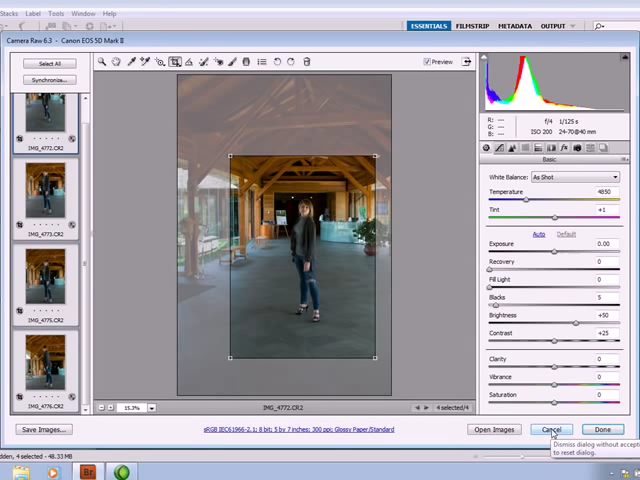 Stacks Label Tools Window Help
ESSENTIALS FILMSTRIP METADATA OUTPUT
Camera Raw 6.3 - Canon EOS 5D Mark II
Select All
Synchronize...
Preview
IMG_4772.CR2
IMG_4773.CR2
IMG_4775.CR2
IMG_4776.CR2
R: ---
G: ---
B: ---
f/4 1/125 s
ISO 200 24-70@40 mm
Basic
White Balance: As Shot
Temperature 4850
Tint +1
Auto Default
Exposure 0.00
Recovery 0
Fill Light 0
Blacks 5
Brightness +50
Contrast +25
Clarity 0
Vibrance 0
Saturation 0
15.3% IMG_4772.CR2 4 selected/4
Save Images... sRGB IEC61966-2.1; 8 bit; 5 by 7 inches; 300 ppi; Glossy Paper/Standard Open Images Cancel Done
Dismiss dialog without accepti
to reset dialog.
dden, 4 selected - 48.33 MB
Br